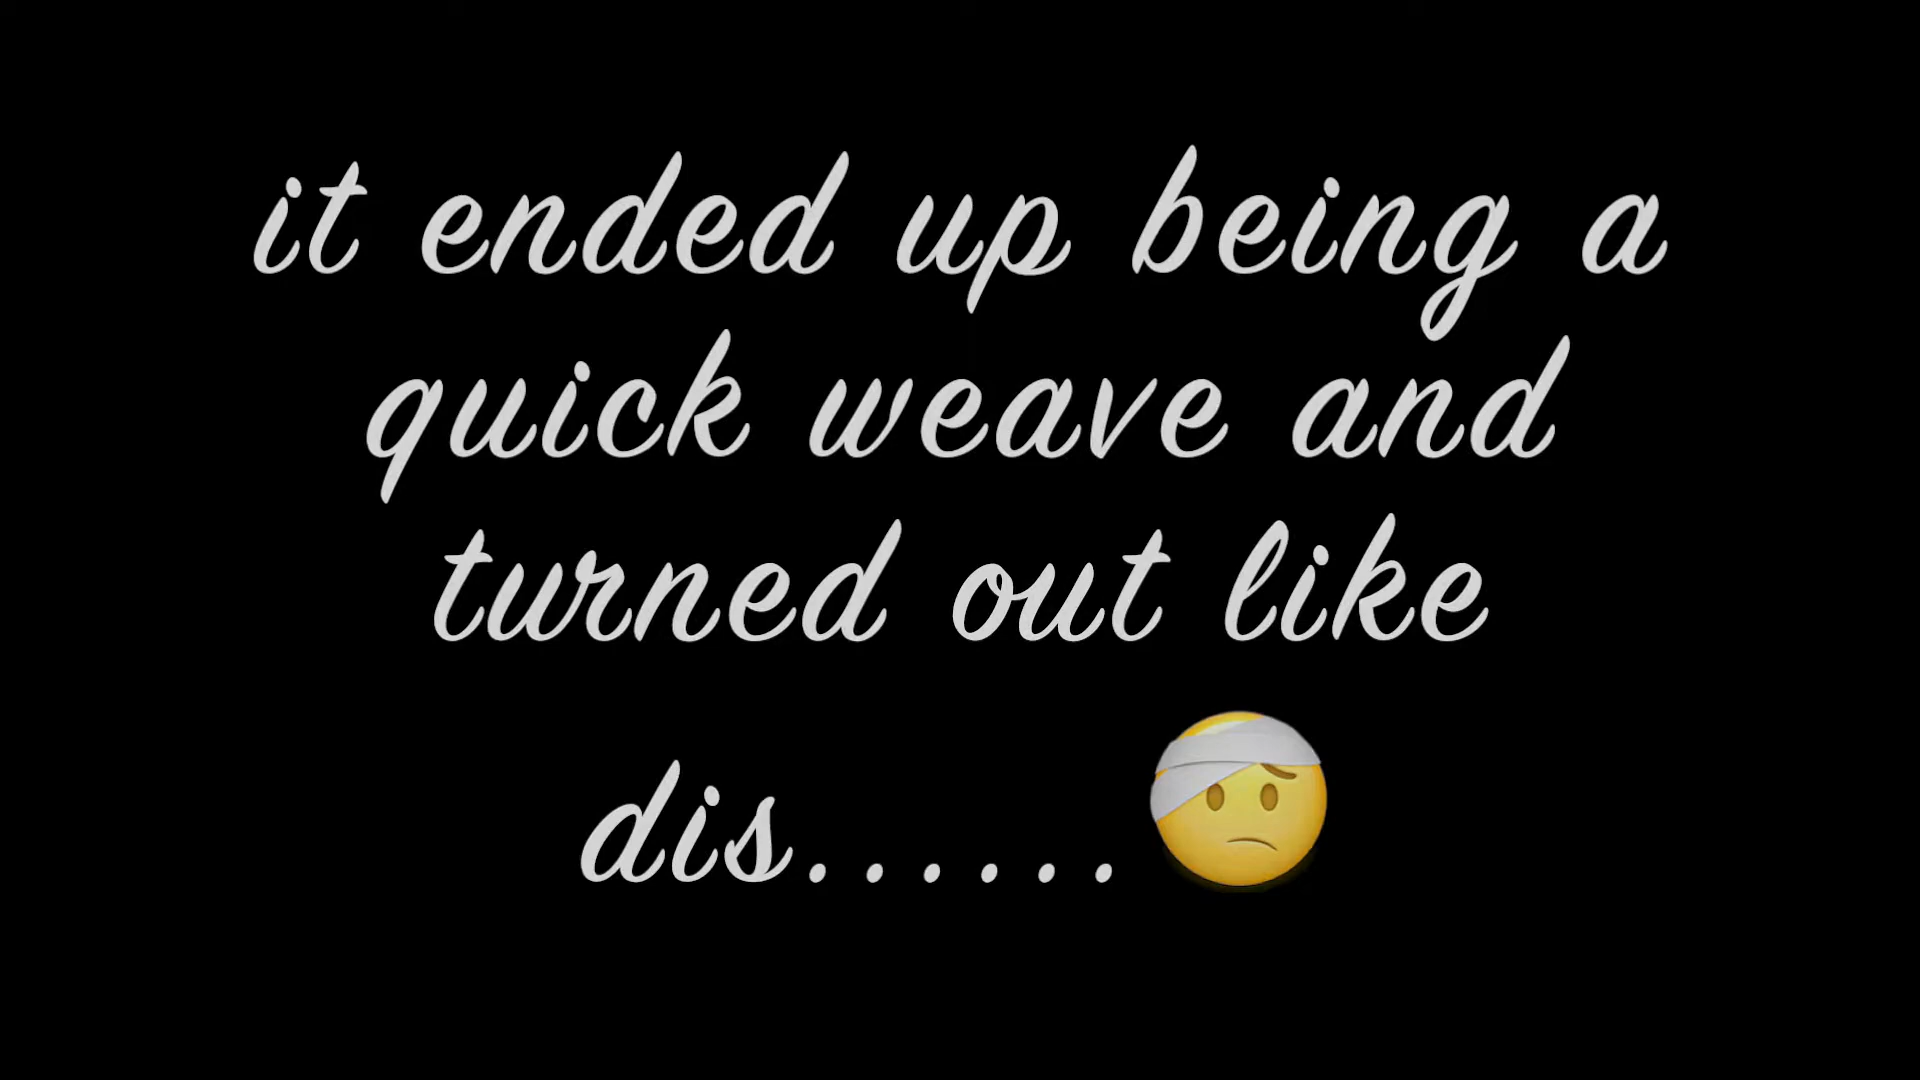 it ended up being a
quick weave and
turned out like
dis......🤕